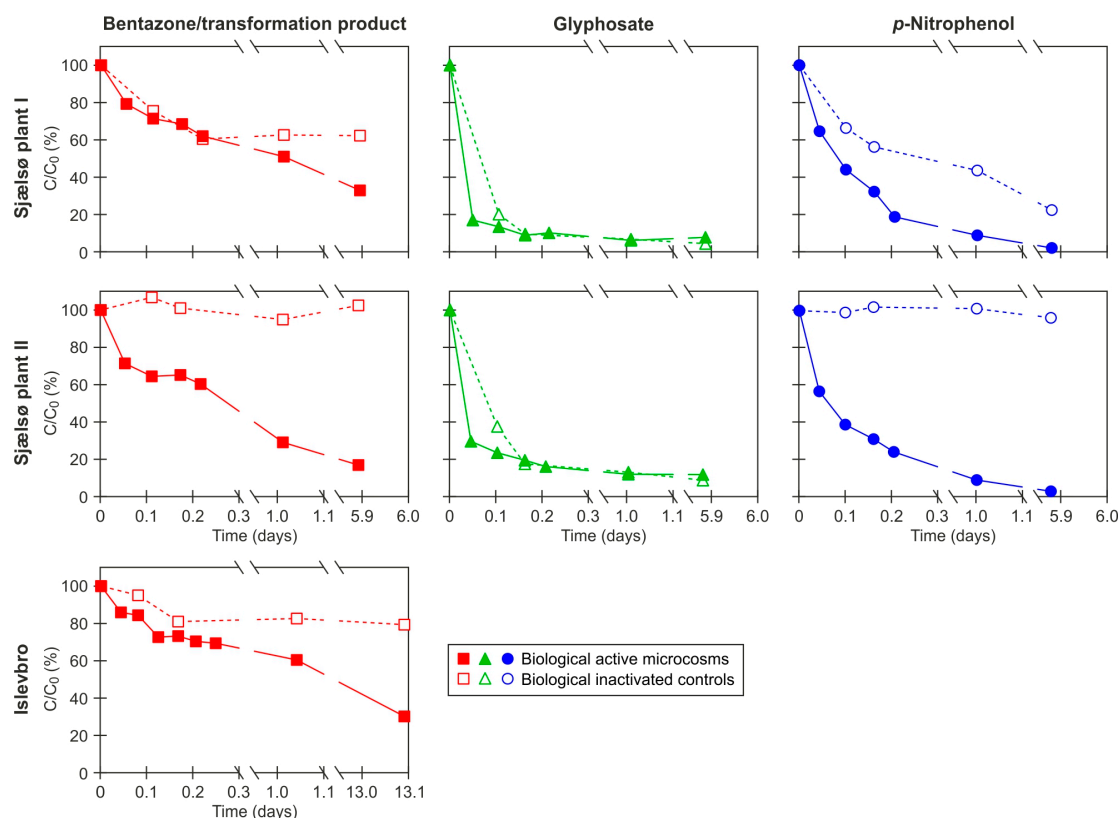 Bentazone/transformation product
Glyphosate
p-Nitrophenol
Sjælsø plant I
C/C0 (%)
100
80
60
40
20
0
Sjælsø plant II
C/C0 (%)
100
80
60
40
20
0
0 0.1 0.2 0.3 1.0 1.1 5.9 6.0
Time (days)
0 0.1 0.2 0.3 1.0 1.1 5.9 6.0
Time (days)
0 0.1 0.2 0.3 1.0 1.1 5.9 6.0
Time (days)
Islevbro
C/C0 (%)
100
80
60
40
20
0
0 0.1 0.2 0.3 1.0 1.1 13.0 13.1
Time (days)
Biological active microcosms
Biological inactivated controls